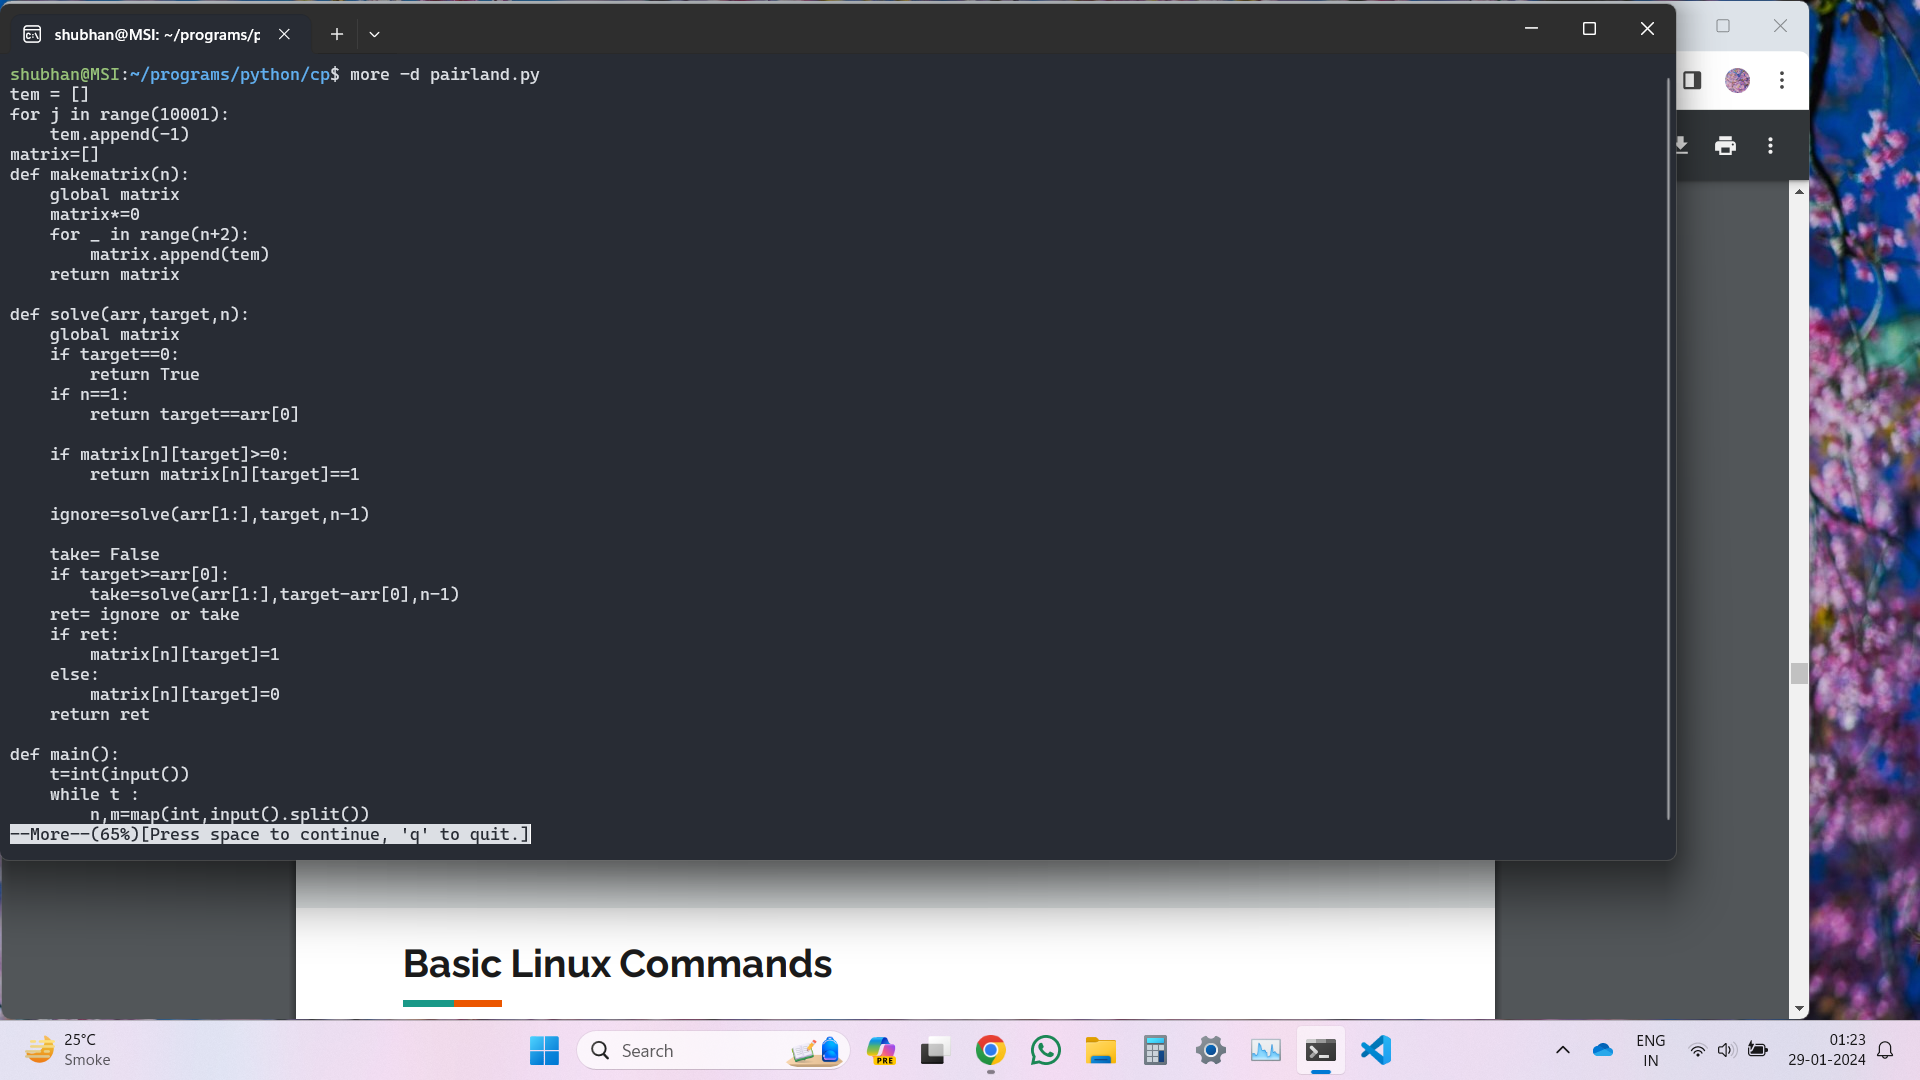 shubhan@MSI: ~/programs/p
shubhan@MSI:~/programs/python/cp$ more -d pairland.py
tem = []
for j in range(10001):
    tem.append(-1)
matrix=[]
def makematrix(n):
    global matrix
    matrix*=0
    for _ in range(n+2):
        matrix.append(tem)
    return matrix

def solve(arr,target,n):
    global matrix
    if target==0:
        return True
    if n==1:
        return target==arr[0]

    if matrix[n][target]>=0:
        return matrix[n][target]==1

    ignore=solve(arr[1:],target,n-1)

    take= False
    if target>=arr[0]:
        take=solve(arr[1:],target-arr[0],n-1)
    ret= ignore or take
    if ret:
        matrix[n][target]=1
    else:
        matrix[n][target]=0
    return ret

def main():
    t=int(input())
    while t :
        n,m=map(int,input().split())
--More--(65%)[Press space to continue, 'q' to quit.]
Basic Linux Commands
25°C
Smoke
Search
PRE
ENG
IN
01:23
29-01-2024